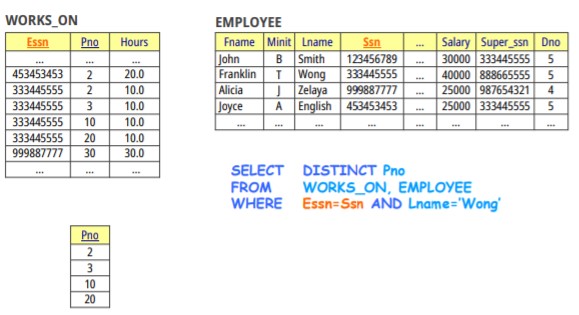 WORKS_ON
Essn Pno Hours
... ... ...
453453453 2 20.0
333445555 2 10.0
333445555 3 10.0
333445555 10 10.0
333445555 20 10.0
999887777 30 30.0
... ... ...
EMPLOYEE
Fname Minit Lname Ssn ... Salary Super_ssn Dno
John B Smith 123456789 ... 30000 333445555 5
Franklin T Wong 333445555 ... 40000 888665555 5
Alicia J Zelaya 999887777 ... 25000 987654321 4
Joyce A English 453453453 ... 25000 333445555 5
... ... ... ... ... ... ... ...
SELECT DISTINCT Pno
FROM WORKS_ON, EMPLOYEE
WHERE Essn=Ssn AND Lname='Wong'
Pno
2
3
10
20